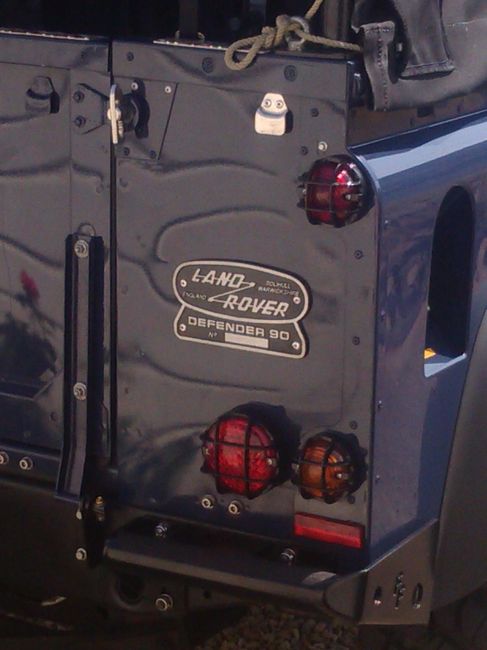 LAND
SOLIHULL
WARWICKSHIRE
ENGLAND
ROVER
DEFENDER 90
Nº